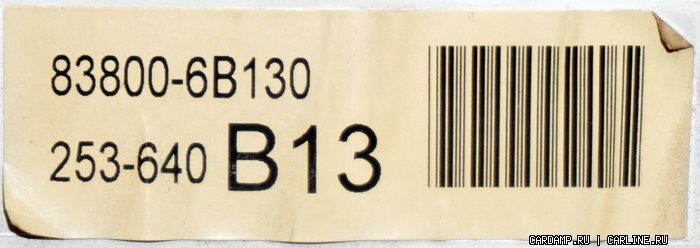 83800-6B130
253-640 B13
CARDAMP.RU | CARLINE.RU